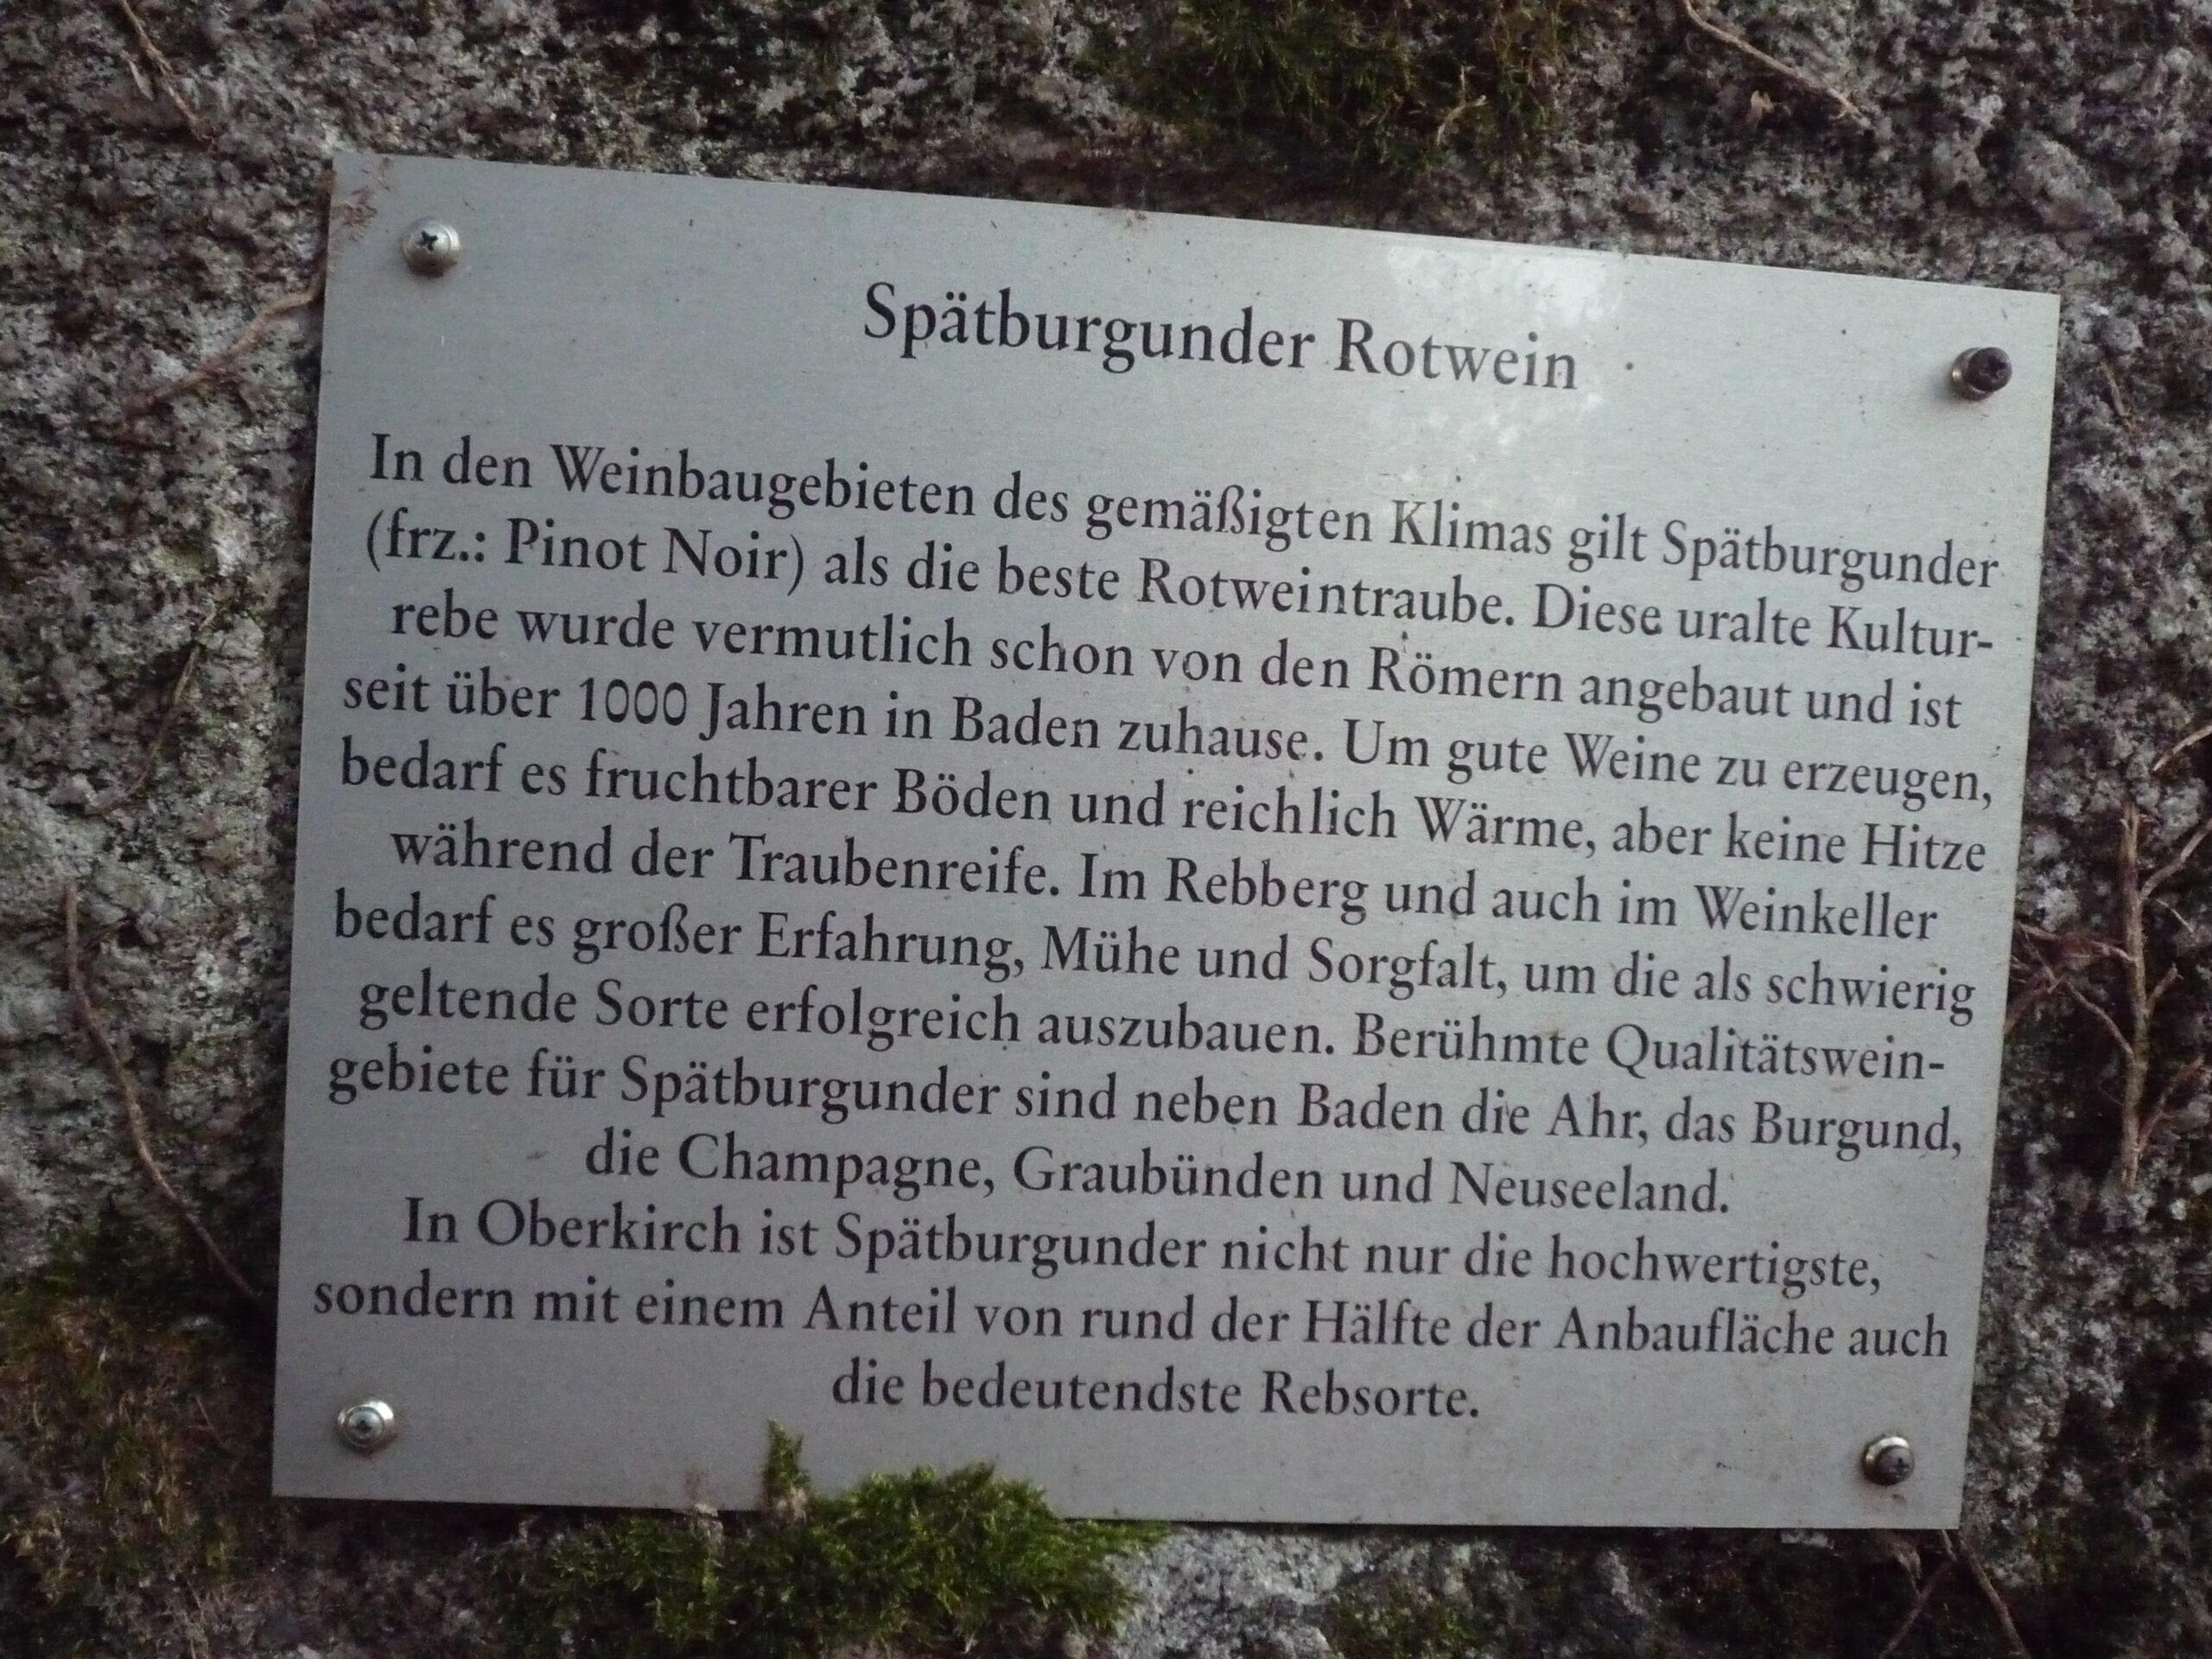 Spätburgunder Rotwein
In den Weinbaugebieten des gemäßigten Klimas gilt Spätburgunder
(frz.: Pinot Noir) als die beste Rotweintraube. Diese uralte Kultur-
rebe wurde vermutlich schon von den Römern angebaut und ist
seit über 1000 Jahren in Baden zuhause. Um gute Weine zu erzeugen,
bedarf es fruchtbarer Böden und reichlich Wärme, aber keine Hitze
während der Traubenreife. Im Rebberg und auch im Weinkeller
bedarf es großer Erfahrung, Mühe und Sorgfalt, um die als schwierig
geltende Sorte erfolgreich auszubauen. Berühmte Qualitätswein-
gebiete für Spätburgunder sind neben Baden die Ahr, das Burgund,
die Champagne, Graubünden und Neuseeland.
In Oberkirch ist Spätburgunder nicht nur die hochwertigste,
sondern mit einem Anteil von rund der Hälfte der Anbaufläche auch
die bedeutendste Rebsorte.